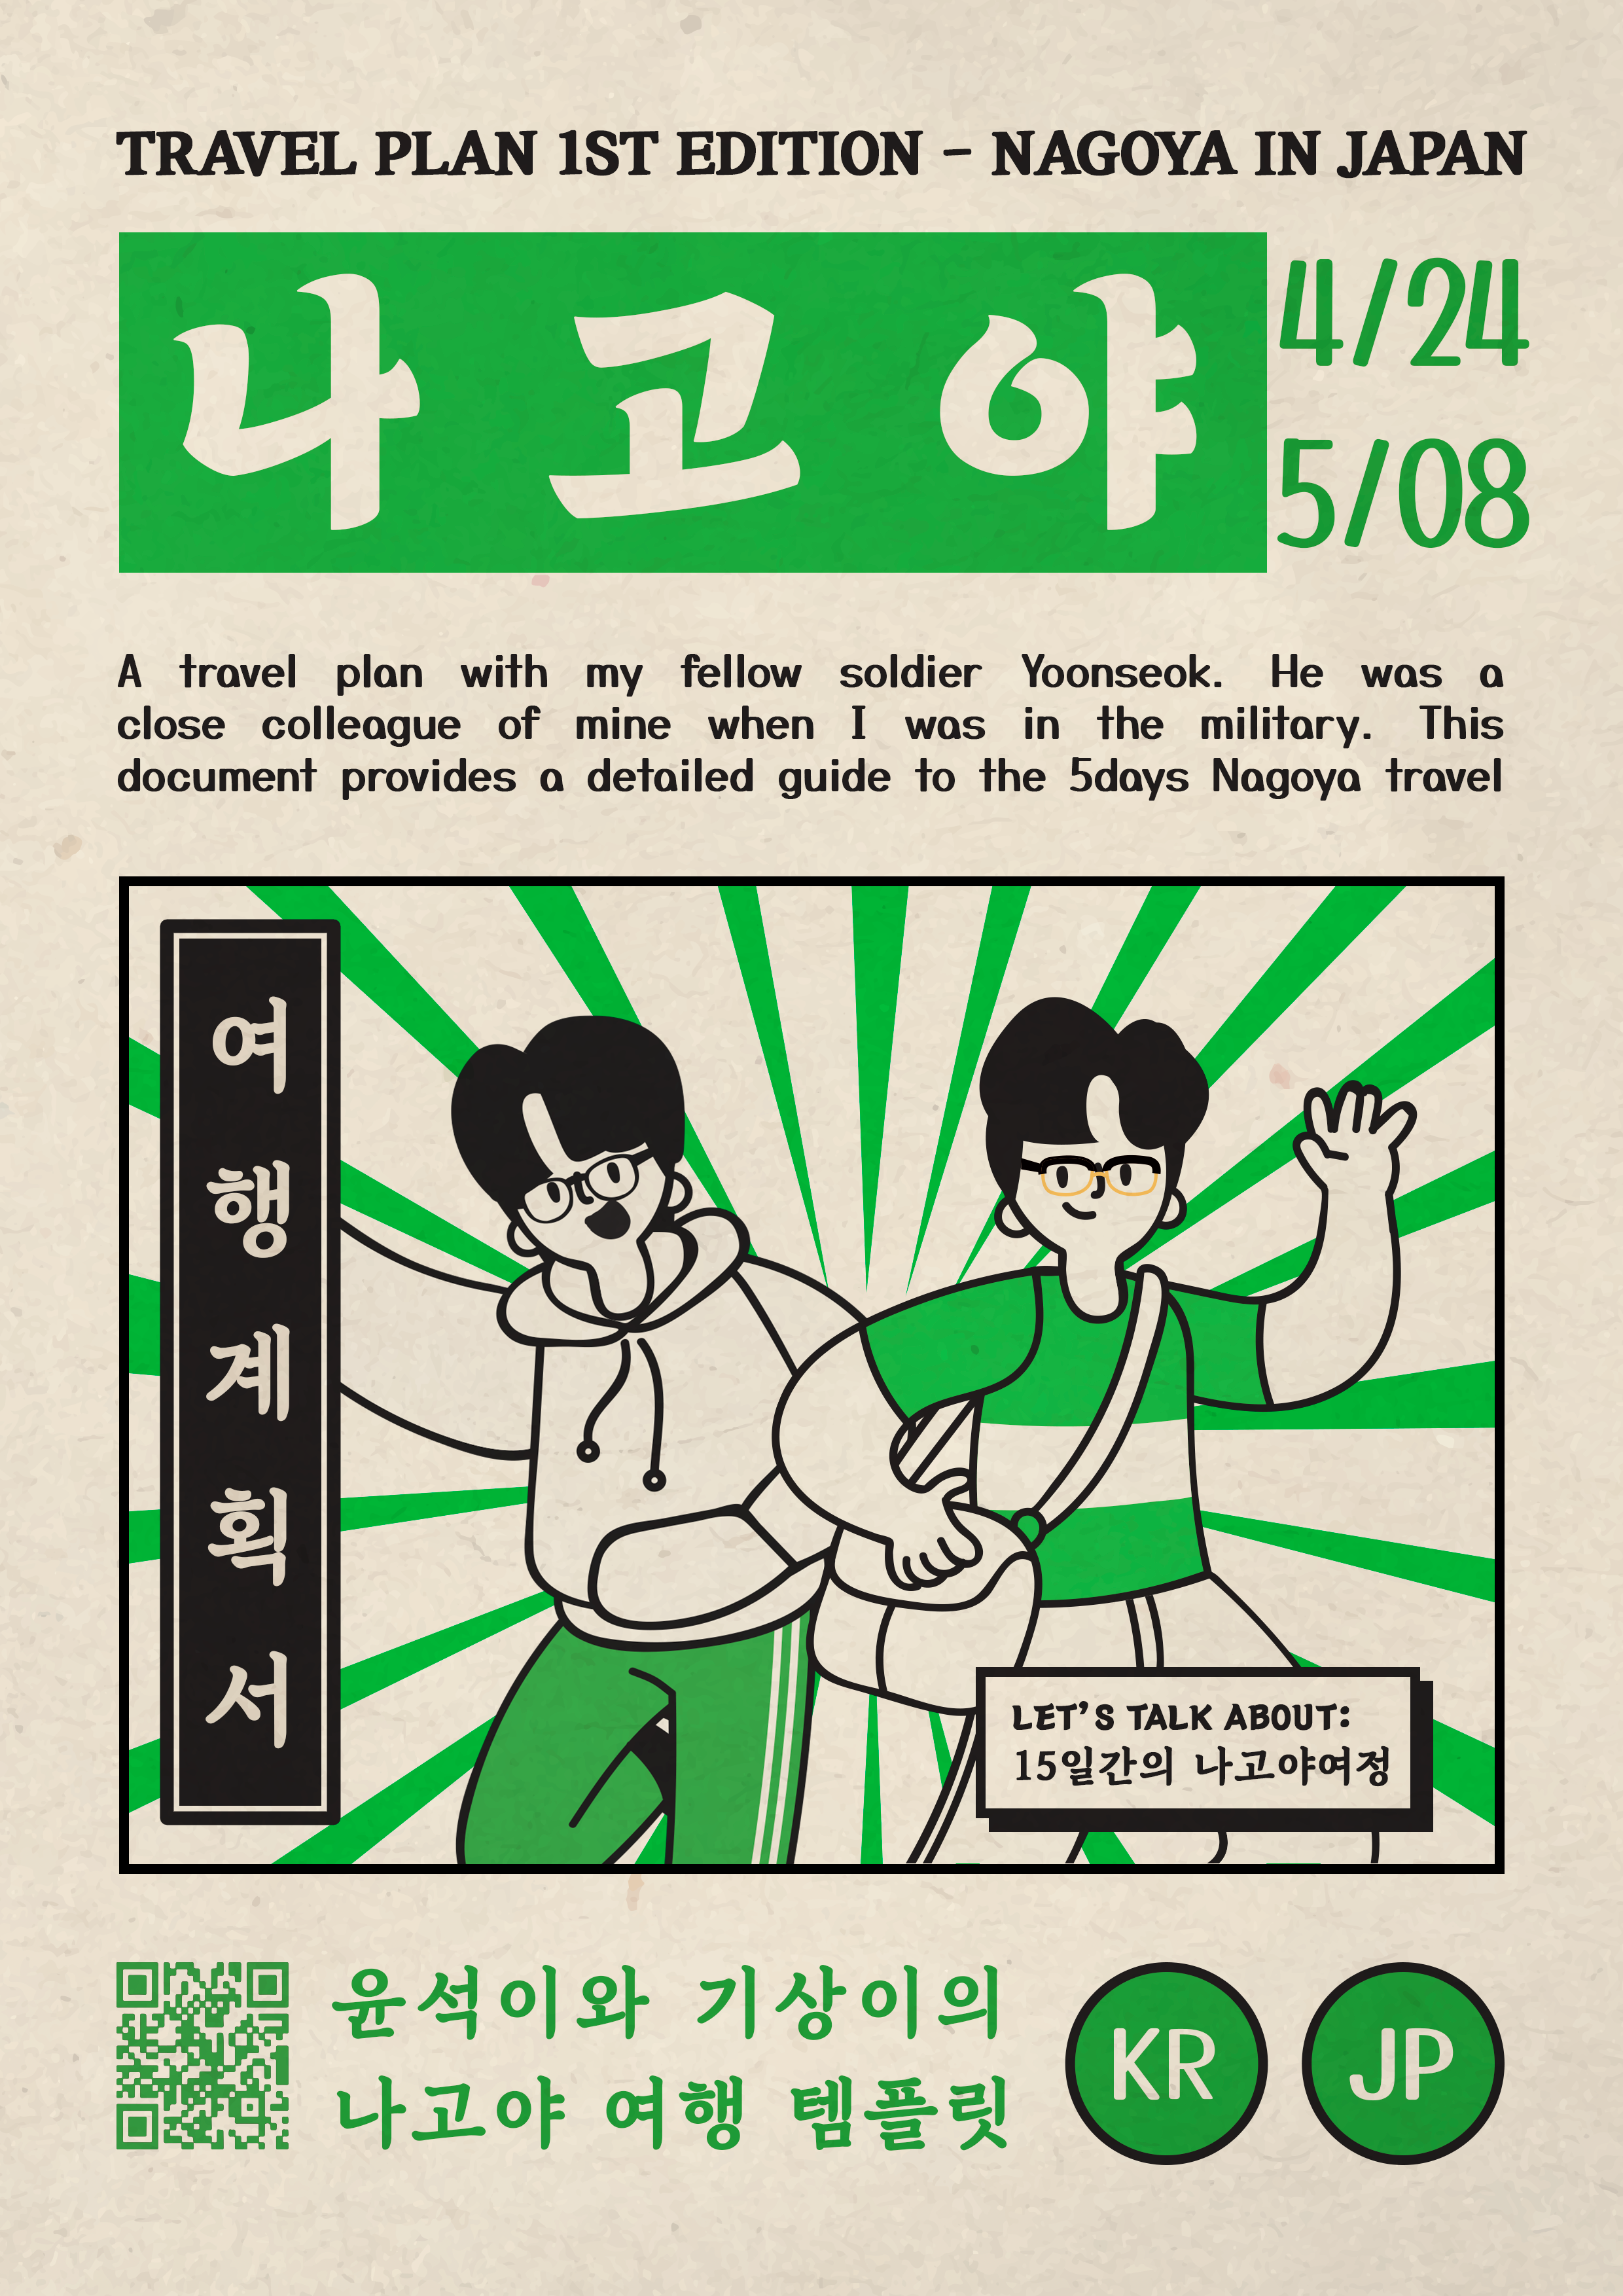 TRAVEL PLAN 1ST EDITION - NAGOYA IN JAPAN
나고야
4/24
5/08
A travel plan with my fellow soldier Yoonseok. He was a
close colleague of mine when I was in the military. This
document provides a detailed guide to the 5days Nagoya travel
여행계획서
LET'S TALK ABOUT:
15일간의 나고야여정
윤석이와 기상이의
나고야 여행 템플릿
KR
JP